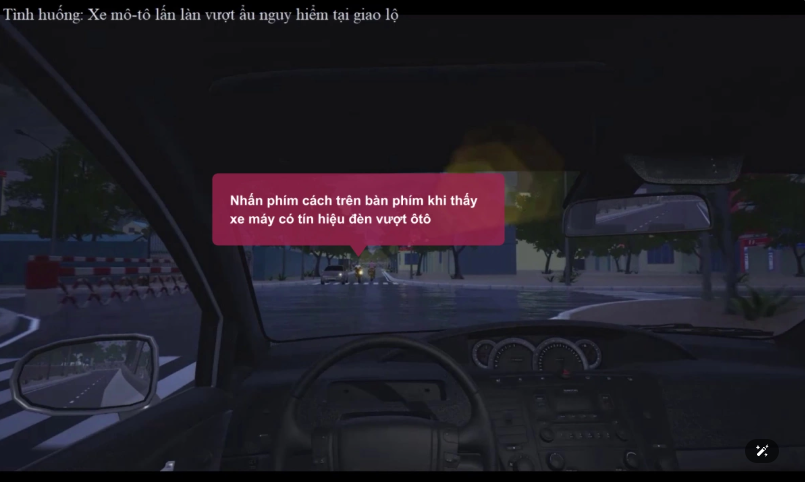 Tình huống: Xe mô-tô lấn làn vượt ẩu nguy hiểm tại giao lộ
Nhấn phím cách trên bàn phím khi thấy
xe máy có tín hiệu đèn vượt ôtô